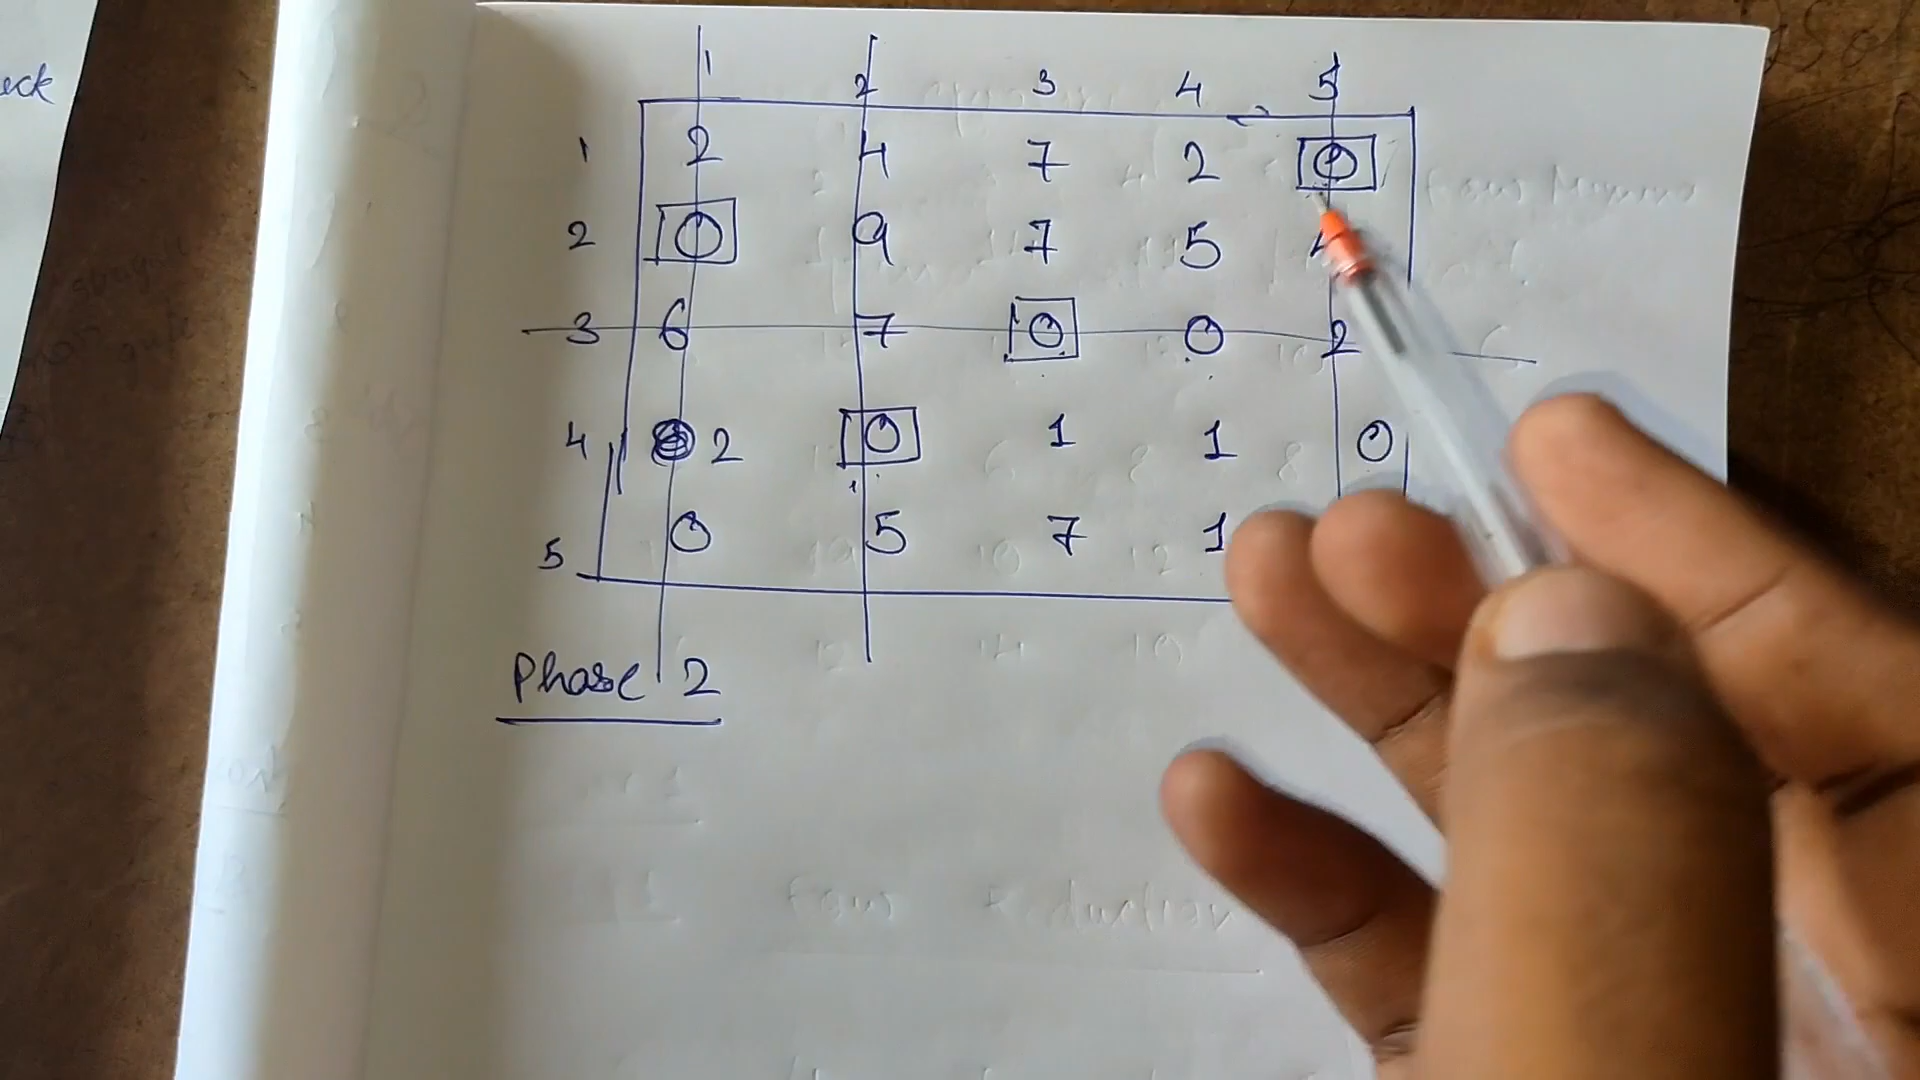 eck
1 2 3 4 5
1 2 4 7 2 0
2 0 9 7 5
3 6 7 0 0 2
4 2 0 1 1 0
5 0 5 7 1
Phase 2